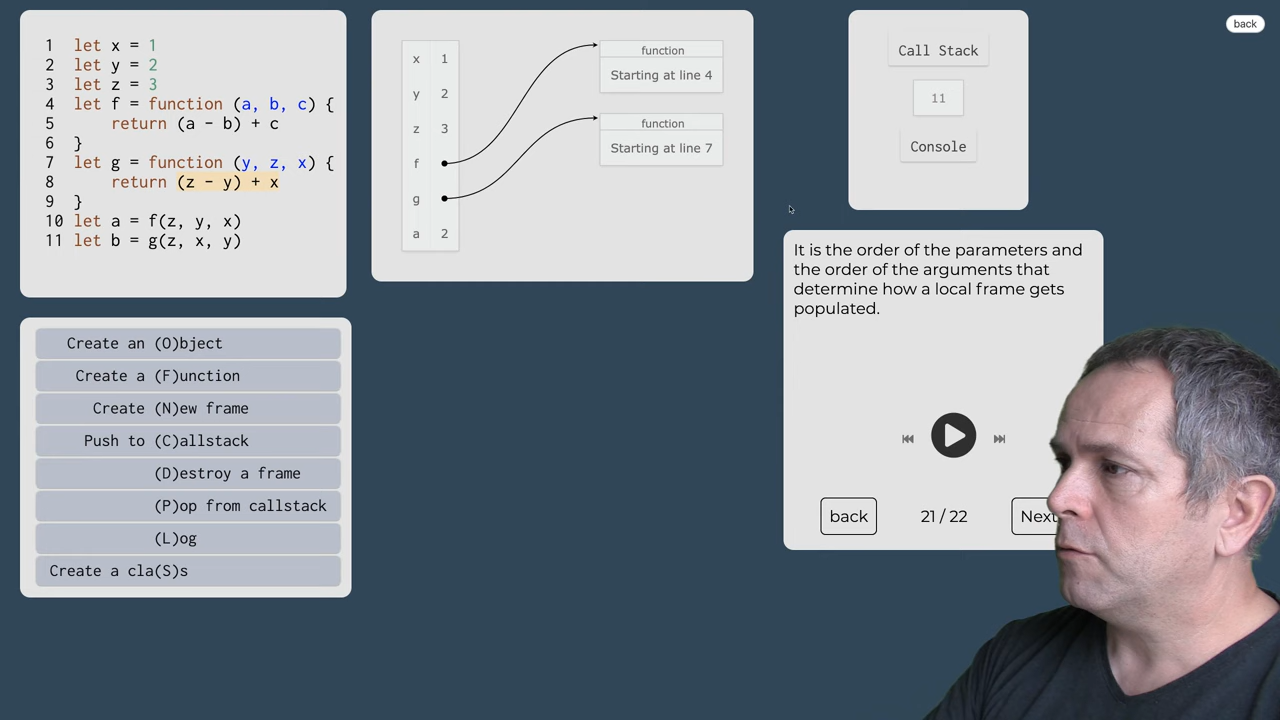 back
1 let x = 1
2 let y = 2
3 let z = 3
4 let f = function (a, b, c) {
5 return (a - b) + c
6 }
7 let g = function (y, z, x) {
8 return (z - y) + x
9 }
10 let a = f(z, y, x)
11 let b = g(z, x, y)
x 1
y 2
z 3
f
g
a 2
function
Starting at line 4
function
Starting at line 7
Call Stack
11
Console
It is the order of the parameters and
the order of the arguments that
determine how a local frame gets
populated.
back 21 / 22 Next
Create an (O)bject
Create a (F)unction
Create (N)ew frame
Push to (C)allstack
(D)estroy a frame
(P)op from callstack
(L)og
Create a cla(S)s